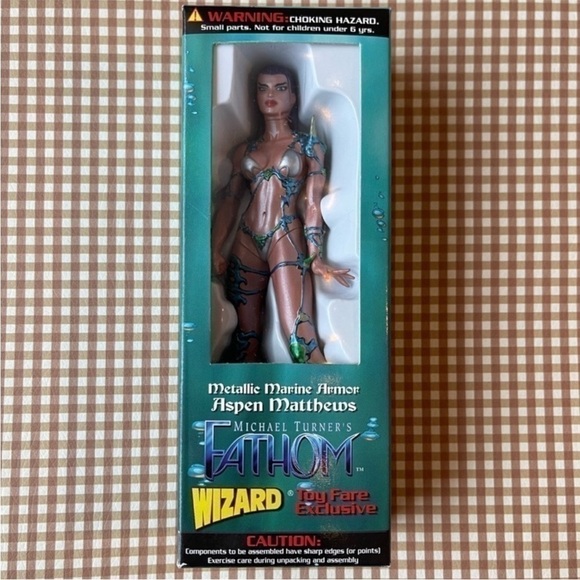 WARNING: CHOKING HAZARD.
Small parts. Not for children under 6 yrs.
Metallic Marine Armor
Aspen Matthews
MICHAEL TURNER'S
FATHOM™
WIZARD® Toy Fare
Exclusive
CAUTION:
Components to be assembled have sharp edges (or points)
Exercise care during unpacking and assembly